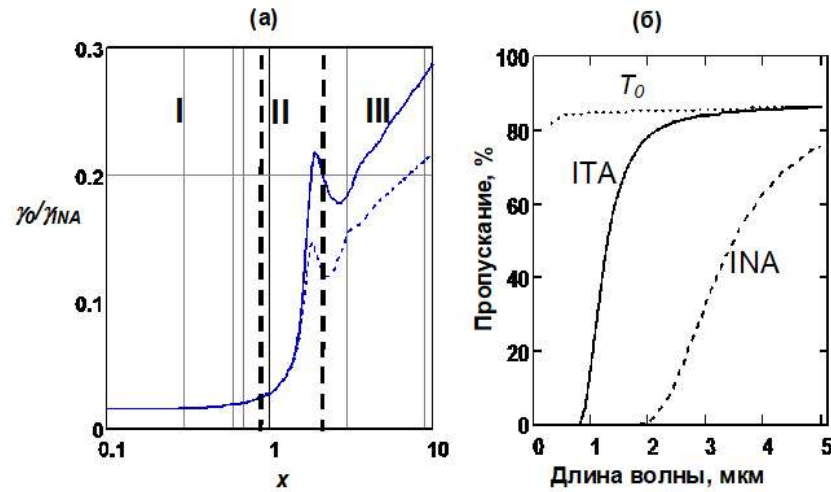 (а)
0.3
I
II
III
0.2
γ₀/γINA
0.1
0
0.1
1
10
x
(б)
100
T₀
80
ITA
60
INA
40
20
0
0
1
2
3
4
5
Пропускание, %
Длина волны, мкм